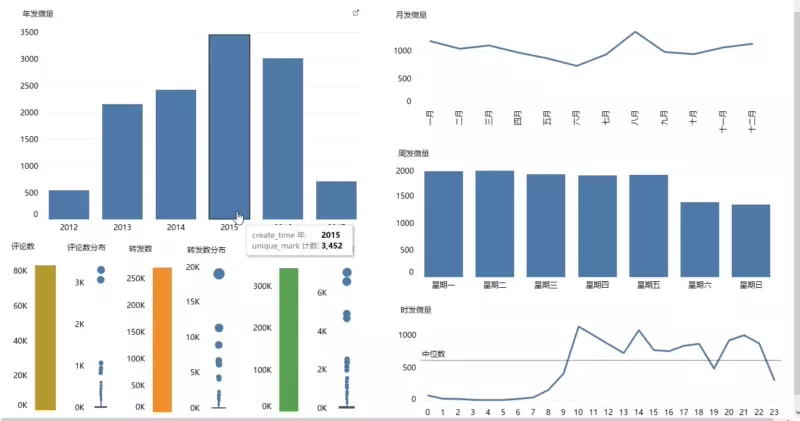 年发微量
3500
3000
2500
2000
1500
1000
500
0
2012 2013 2014 2015
create_time 年: 2015
unique_mark 计数: 3,452
评论数
80K
60K
40K
20K
0K
评论数分布
3K
2K
1K
0K
转发数
250K
200K
150K
100K
50K
0K
转发数分布
20K
15K
10K
5K
0K
300K
200K
100K
0K
6K
4K
2K
0K
月发微量
1000
500
0
一月 二月 三月 四月 五月 六月 七月 八月 九月 十月 十一月 十二月
周发微量
2000
1500
1000
500
0
星期一 星期二 星期三 星期四 星期五 星期六 星期日
时发微量
1000
中位数
500
0
0 1 2 3 4 5 6 7 8 9 10 11 12 13 14 15 16 17 18 19 20 21 22 23